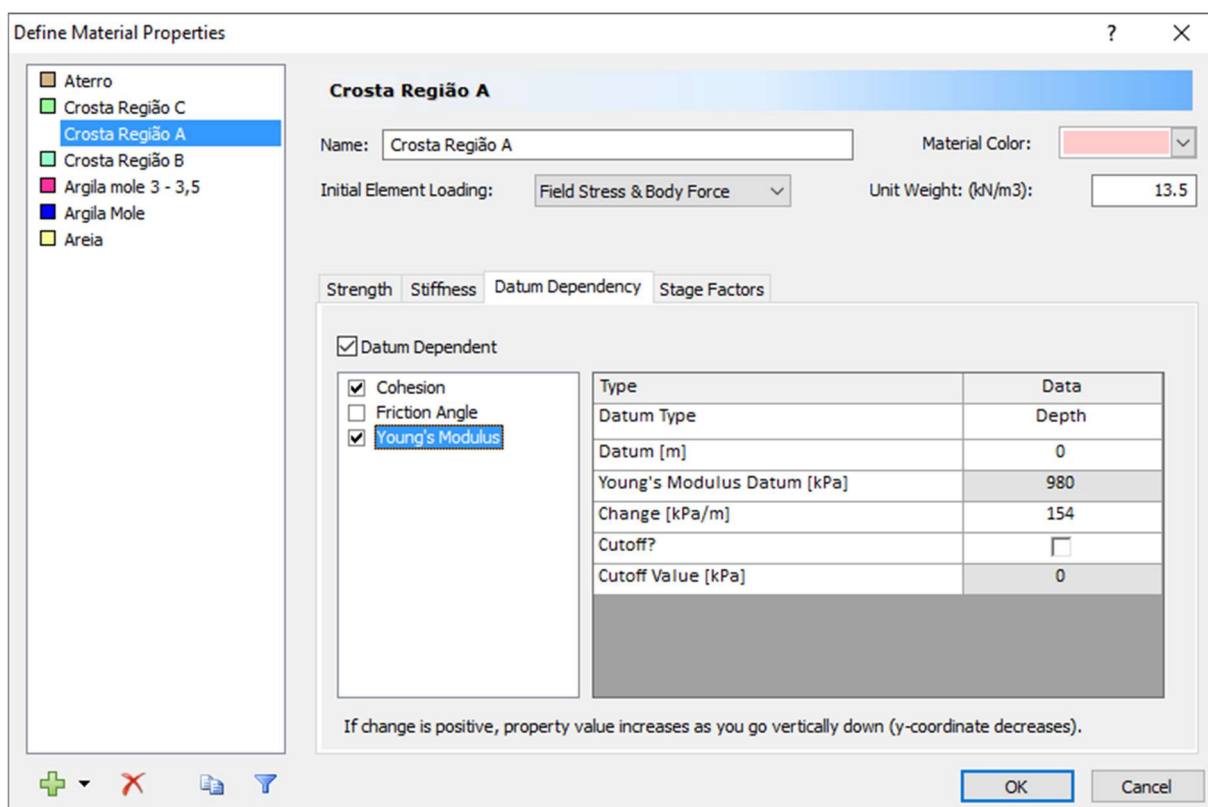 Define Material Properties
?
Aterro
Crosta Região C
Crosta Região A
Crosta Região B
Argila mole 3 - 3,5
Argila Mole
Areia
Crosta Região A
Name: Crosta Região A Material Color:
Initial Element Loading: Field Stress & Body Force Unit Weight: (kN/m3): 13.5
Strength Stiffness Datum Dependency Stage Factors
Datum Dependent
Cohesion
Friction Angle
Young's Modulus
Type Data
Datum Type Depth
Datum [m] 0
Young's Modulus Datum [kPa] 980
Change [kPa/m] 154
Cutoff?
Cutoff Value [kPa] 0
If change is positive, property value increases as you go vertically down (y-coordinate decreases).
OK Cancel